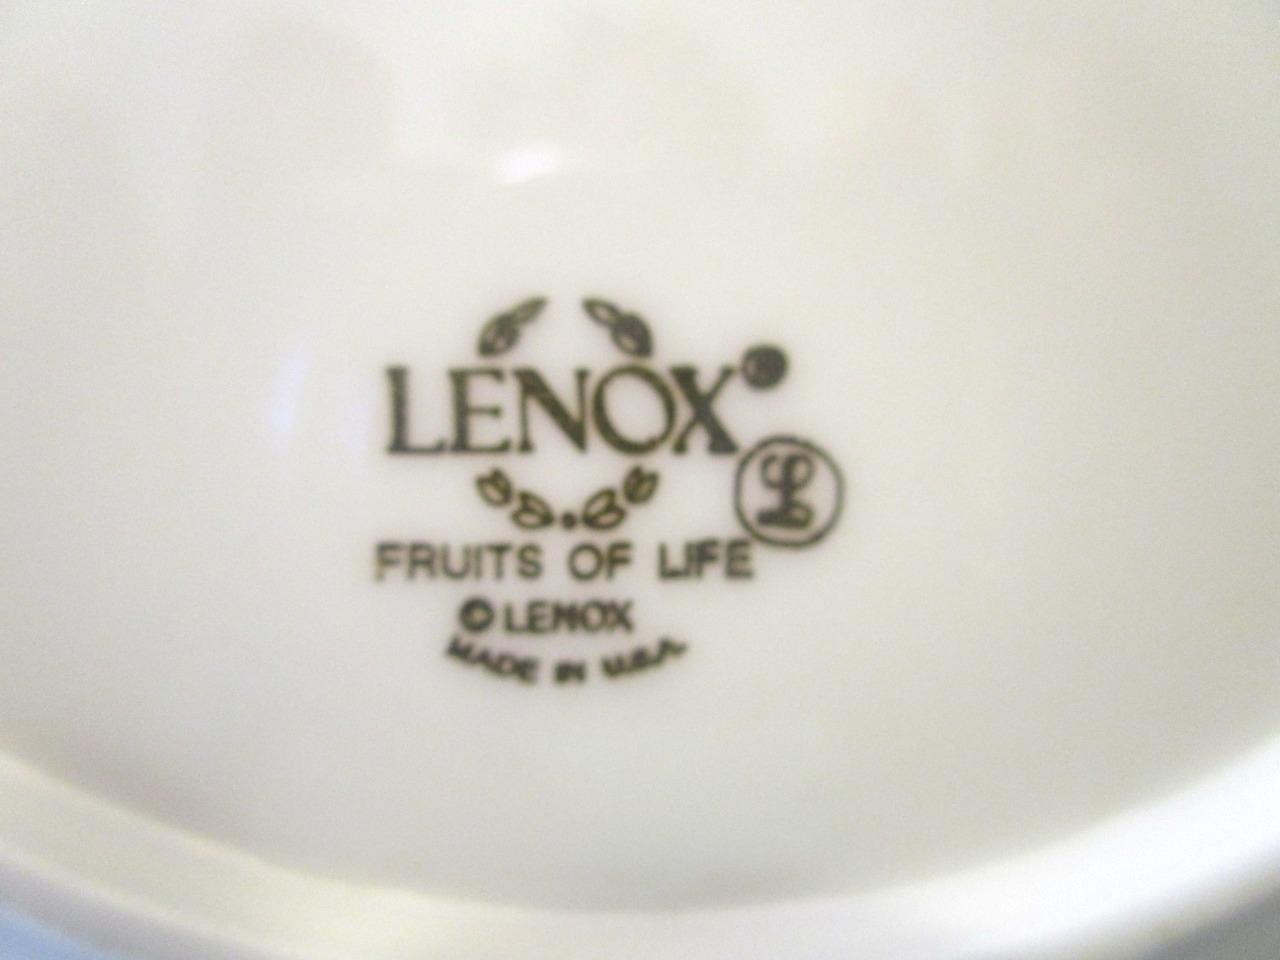 LENOX®
L
FRUITS OF LIFE
© LENOX
MADE IN U.S.A.